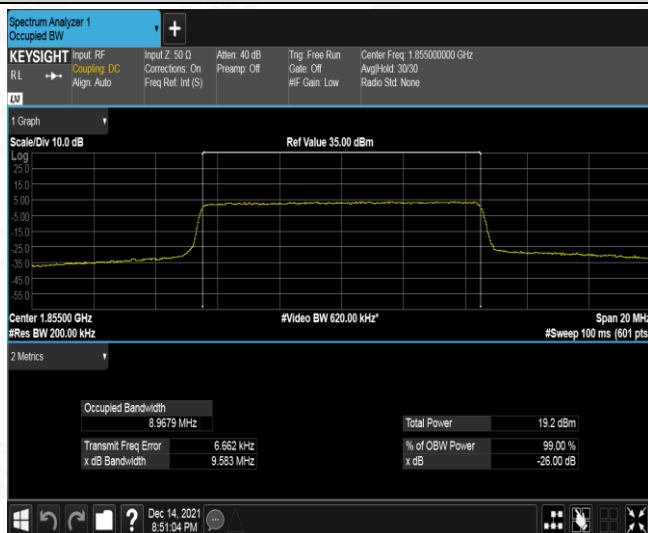 Spectrum Analyzer 1
Occupied BW
KEYSIGHT
RL
LXI
Input: RF
Coupling: DC
Align: Auto
Input Z: 50 Ω
Corrections: On
Freq Ref: Int (S)
Atten: 40 dB
Preamp: Off
Trig: Free Run
Gate: Off
#IF Gain: Low
Center Freq: 1.855000000 GHz
Avg|Hold: 30/30
Radio Std: None
1 Graph
Scale/Div 10.0 dB
Ref Value 35.00 dBm
Log
25.0
15.0
5.00
-5.00
-15.0
-25.0
-35.0
-45.0
-55.0
Center 1.85500 GHz
#Video BW 620.00 kHz*
Span 20 MHz
#Res BW 200.00 kHz
#Sweep 100 ms (601 pts
2 Metrics
Occupied Bandwidth
8.9679 MHz
Total Power 19.2 dBm
Transmit Freq Error 6.662 kHz
% of OBW Power 99.00 %
x dB Bandwidth 9.583 MHz
x dB -26.00 dB
?
Dec 14, 2021
8:51:04 PM